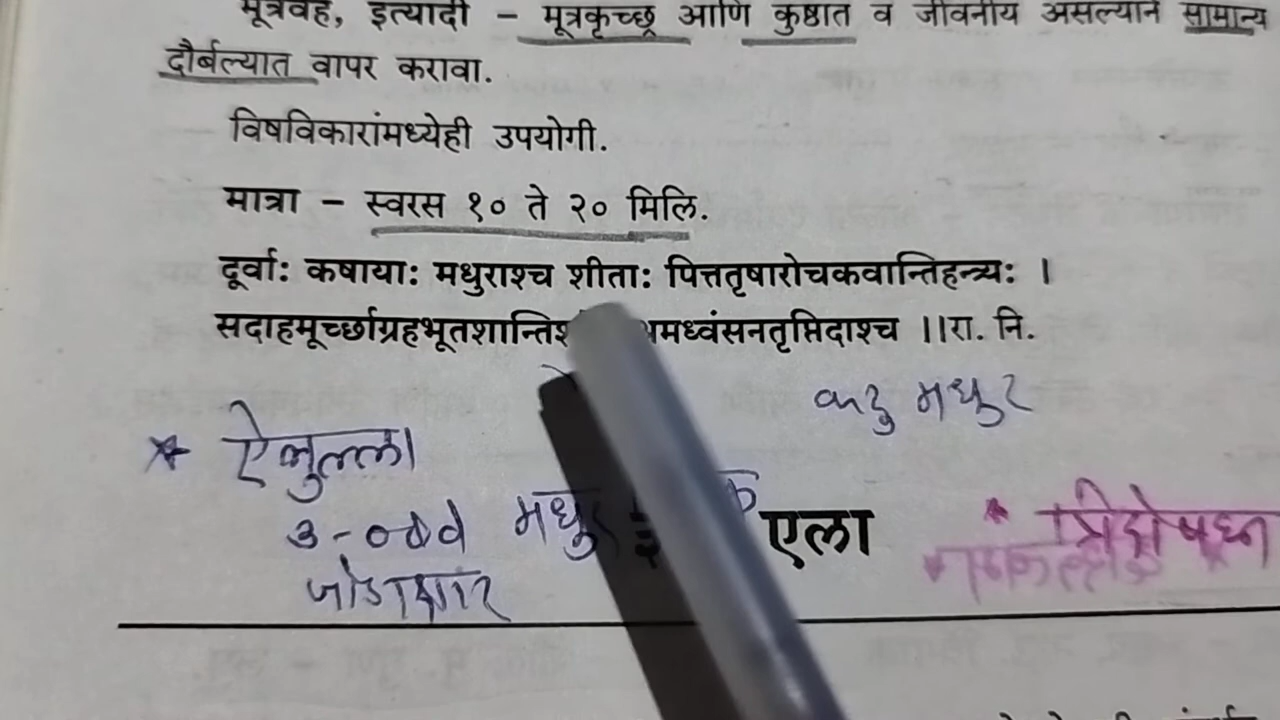 मूत्रवह, इत्यादी – मूत्रकृच्छ्र आणि कुष्ठात व जीवनीय असल्याने सामान्य
दौर्बल्यात वापर करावा.
विषविकारांमध्येही उपयोगी.
मात्रा – स्वरस १० ते २० मिलि.
दूर्वाः कषायाः मधुराश्च शीताः पित्ततृषारोचकवान्तिहन्त्र्यः ।
सदाहमूर्च्छाग्रहभूतशान्तिश मध्वंसनतृप्तिदाश्च ।।रा. नि.
कटु मधुर
* ऐलुल्ला
मधुर एला * त्रिदोषघ्न